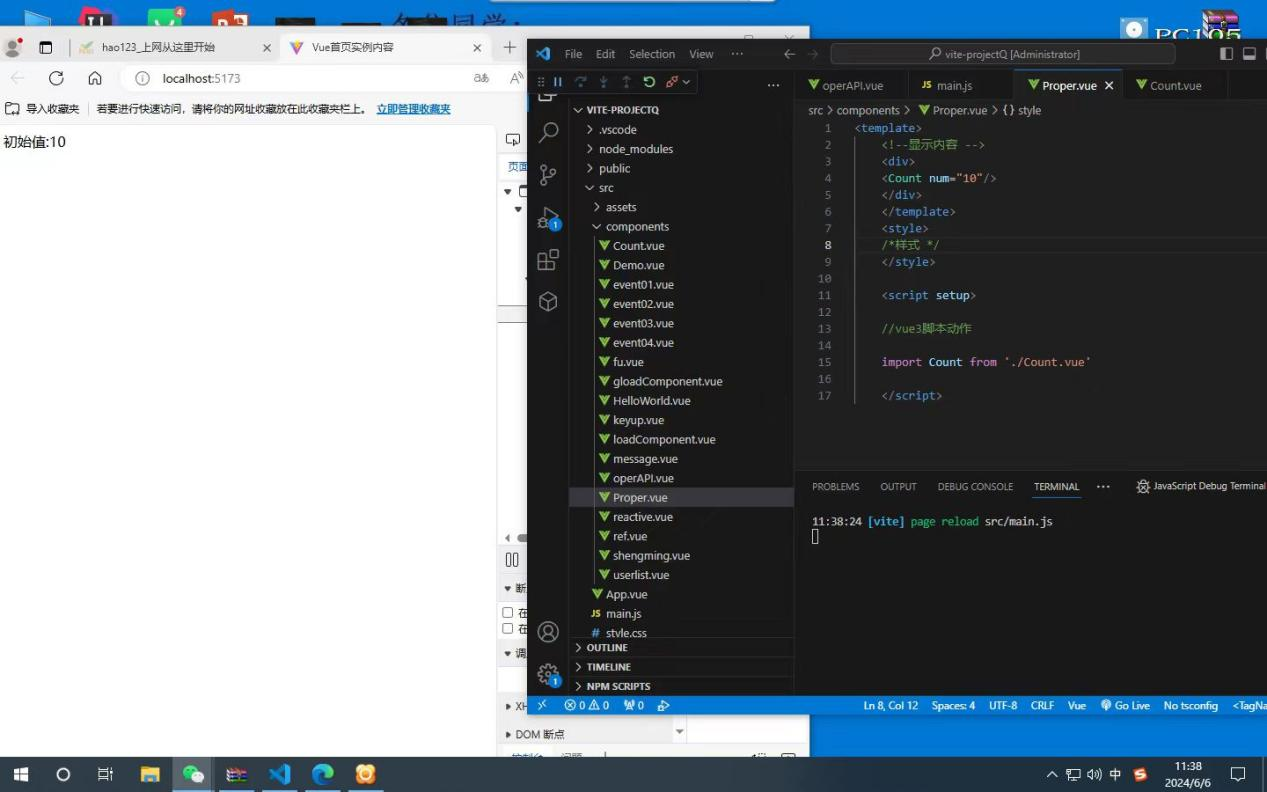 PC105
hao123_上网从这里开始
Vue首页实例内容
localhost:5173
导入收藏夹
若要进行快速访问，请将你的网址收藏放在此收藏夹栏上。
立即管理收藏夹
初始值:10
页面
DOM 断点
File Edit Selection View ···
vite-projectQ [Administrator]
VITE-PROJECTQ
.vscode
node_modules
public
src
assets
components
Count.vue
Demo.vue
event01.vue
event02.vue
event03.vue
event04.vue
fu.vue
gloadComponent.vue
HelloWorld.vue
keyup.vue
loadComponent.vue
message.vue
operAPI.vue
Proper.vue
reactive.vue
ref.vue
shengming.vue
userlist.vue
App.vue
JS main.js
# style.css
OUTLINE
TIMELINE
NPM SCRIPTS
operAPI.vue
JS main.js
Proper.vue
Count.vue
src > components > Proper.vue > {} style
1 <template>
2 <!--显示内容 -->
3 <div>
4 <Count num="10"/>
5 </div>
6 </template>
7 <style>
8 /*样式 */
9 </style>
10
11 <script setup>
12
13 //vue3脚本动作
14
15 import Count from './Count.vue'
16
17 </script>
PROBLEMS OUTPUT DEBUG CONSOLE TERMINAL ··· JavaScript Debug Terminal
11:38:24 [vite] page reload src/main.js
0 0 0 Ln 8, Col 12 Spaces: 4 UTF-8 CRLF Vue Go Live No tsconfig
中
11:38
2024/6/6